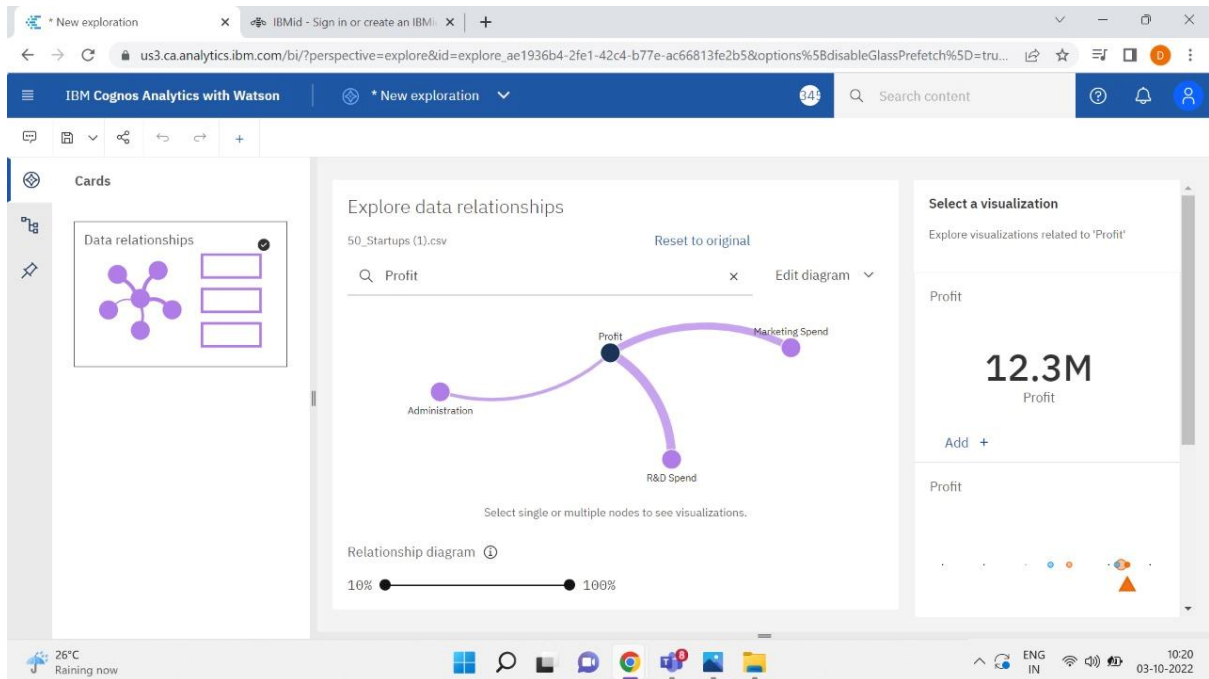 * New exploration
IBMid - Sign in or create an IBMi
us3.ca.analytics.ibm.com/bi/?perspective=explore&id=explore_ae1936b4-2fe1-42c4-b77e-ac66813fe2b5&options%5BdisableGlassPrefetch%5D=tru...
D
IBM Cognos Analytics with Watson
* New exploration
345
Search content
Cards
Data relationships
Explore data relationships
50_Startups (1).csv
Reset to original
Profit
Edit diagram
Profit
Marketing Spend
Administration
R&D Spend
Select single or multiple nodes to see visualizations.
Relationship diagram
10%
100%
Select a visualization
Explore visualizations related to 'Profit'
Profit
12.3M
Profit
Add +
Profit
26°C
Raining now
8
ENG
IN
10:20
03-10-2022